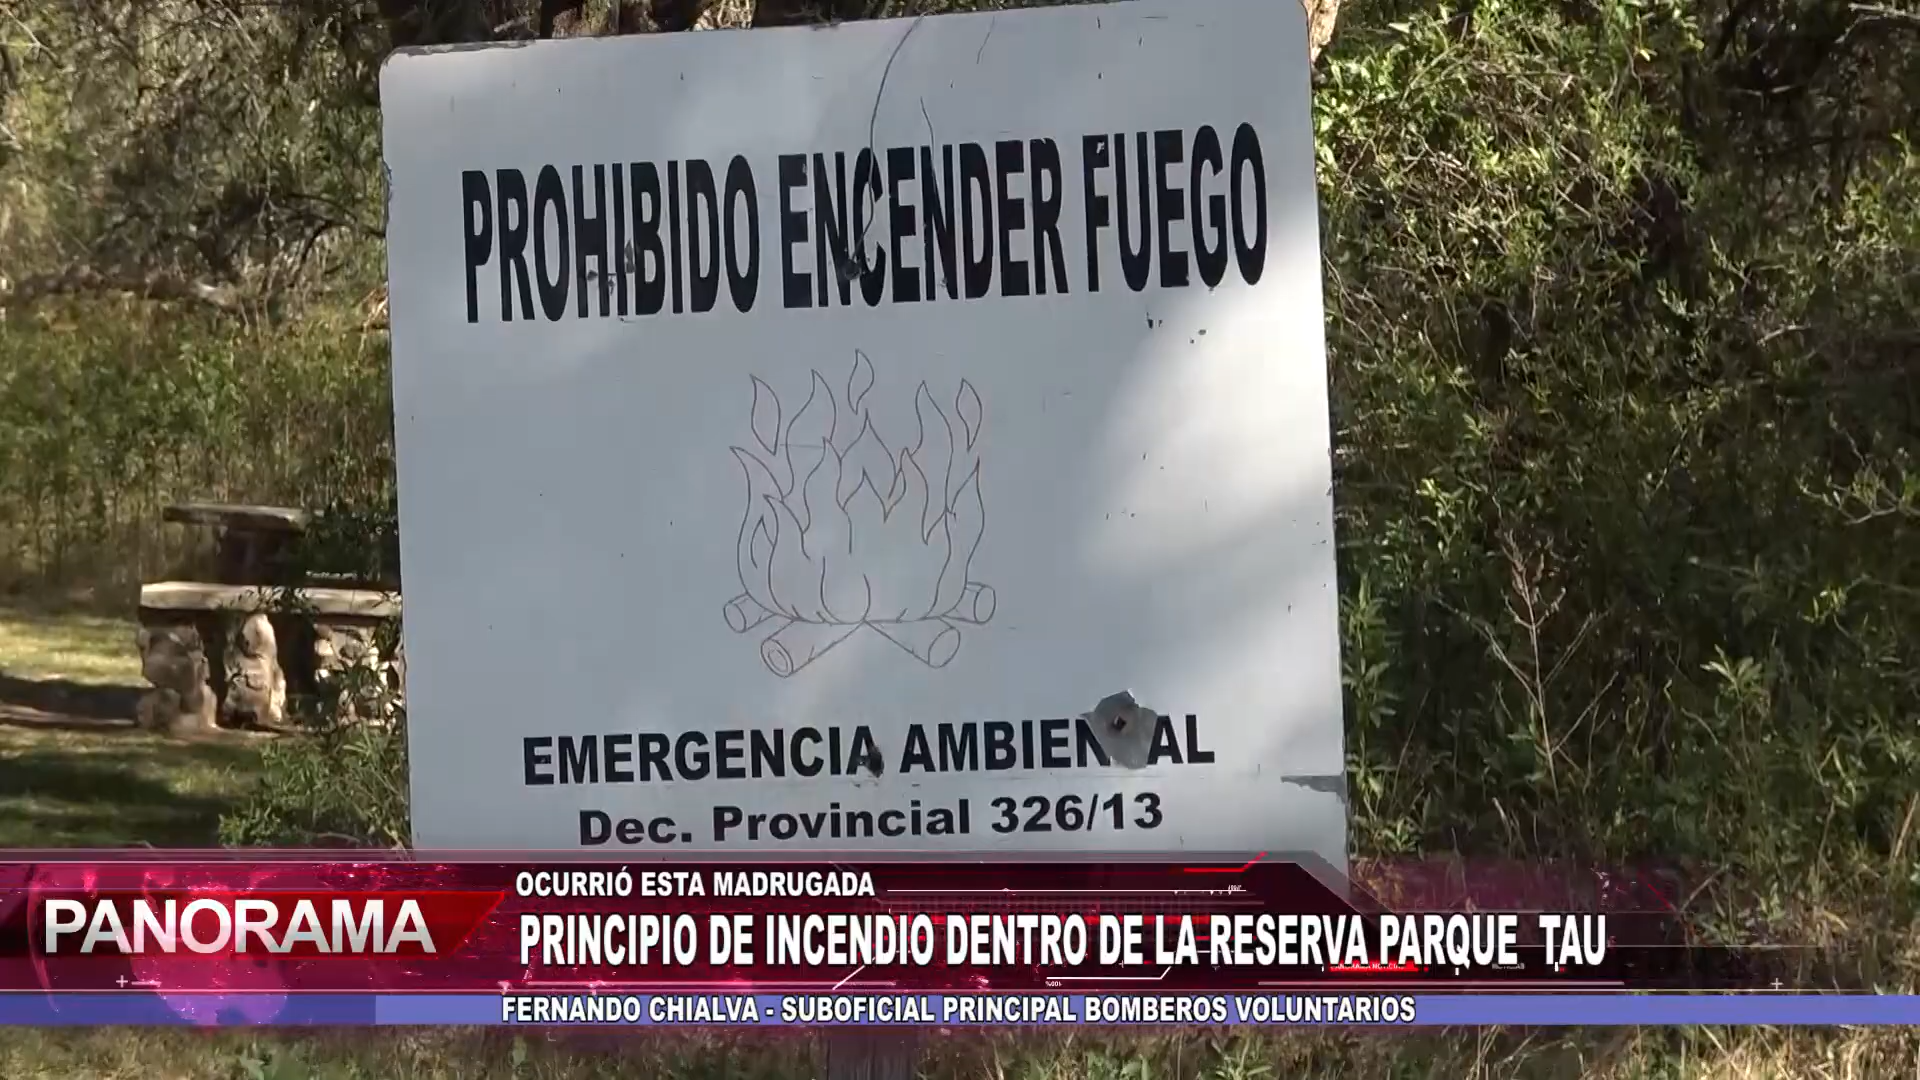 PROHIBIDO ENCENDER FUEGO
EMERGENCIA AMBIENTAL
Dec. Provincial 326/13
OCURRIÓ ESTA MADRUGADA
PANORAMA
PRINCIPIO DE INCENDIO DENTRO DE LA RESERVA PARQUE TAU
FERNANDO CHIALVA - SUBOFICIAL PRINCIPAL BOMBEROS VOLUNTARIOS